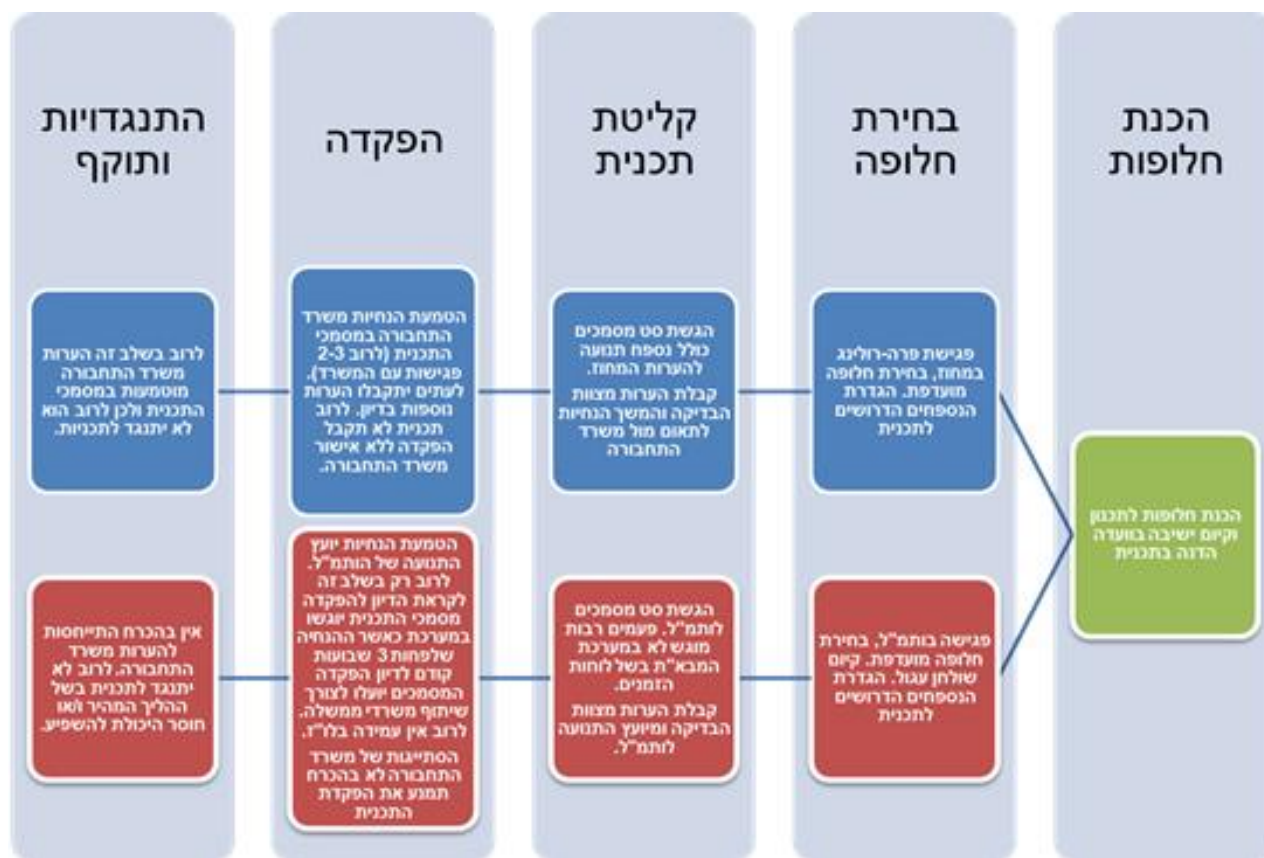 הכנת
חלופות
בחירת
חלופה
קליטת
תכנית
הפקדה
התנגדויות
ותוקף
הכנת חלופות לתכנון
וקיום ישיבה בוועדה
הדנה בתכנית
פגישת פרה-רולינג
במחוז, בחירת חלופה
מועדפת. הגדרת
הנספחים הדרושים
לתכנית
הגשת סט מסמכים
כולל נספח תנועה
להערות המחוז.
קבלת הערות מצוות
הבדיקה והמשך הנחיות
לתאום מול משרד
התחבורה
הטמעת הנחיות משרד
התחבורה במסמכי
התכנית (לרוב 2-3
פגישות עם המשרד).
לעתים יתקבלו הערות
נוספות בדיון. לרוב
תכנית לא תקבל
הפקדה ללא אישור
משרד התחבורה.
לרוב בשלב זה הערות
משרד התחבורה
מוטמעות במסמכי
התכנית ולכן לרוב הוא
לא יתנגד לתכניות.
פגישה בותמ"ל, בחירת
חלופה מועדפת. קיום
שולחן עגול. הגדרת
הנספחים הדרושים
לתכנית
הגשת סט מסמכים
לותמ"ל. פעמים רבות
מוגש לא במערכת
המבא"ת בשל לוחות
הזמנים.
קבלת הערות מצוות
הבדיקה ומיועץ התנועה
לותמ"ל.
הטמעת הנחיות יועץ
התנועה של הותמ"ל.
לרוב רק בשלב זה
לקראת הדיון להפקדה
מסמכי התכנית יוגשו
במערכת כאשר ההנחיה
שלפחות 3 שבועות
קודם לדיון הפקדה
המסמכים יועלו לצורך
שיתוף משרדי ממשלה.
לרוב אין עמידה בלו"ז.
הסתייגות של משרד
התחבורה לא בהכרח
תמנע את הפקדת
התכנית
אין בהכרח התייחסות
להערות משרד
התחבורה. לרוב לא
יתנגד לתכנית בשל
ההליך המהיר ו/או
חוסר היכולת להשפיע.